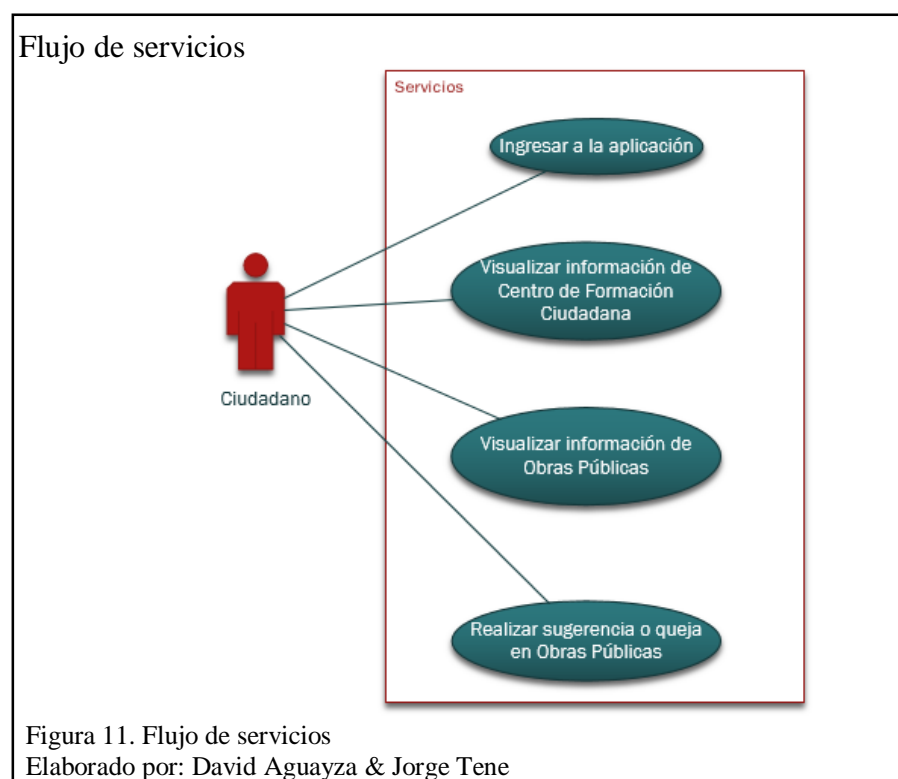 Flujo de servicios
Servicios
Ingresar a la aplicación
Visualizar información de
Centro de Formación
Ciudadana
Ciudadano
Visualizar información de
Obras Públicas
Realizar sugerencia o queja
en Obras Públicas
Figura 11. Flujo de servicios
Elaborado por: David Aguayza & Jorge Tene